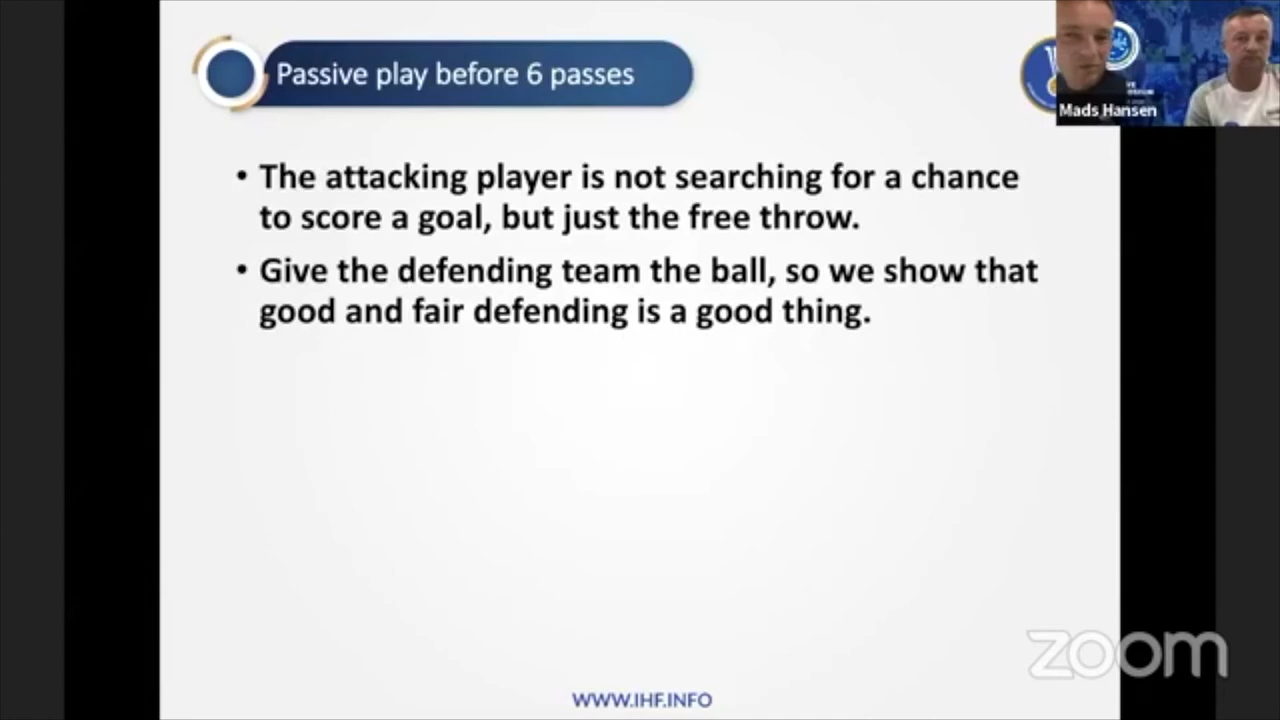 Passive play before 6 passes
Mads Hansen
• The attacking player is not searching for a chance
to score a goal, but just the free throw.
• Give the defending team the ball, so we show that
good and fair defending is a good thing.
zoom
WWW.IHF.INFO